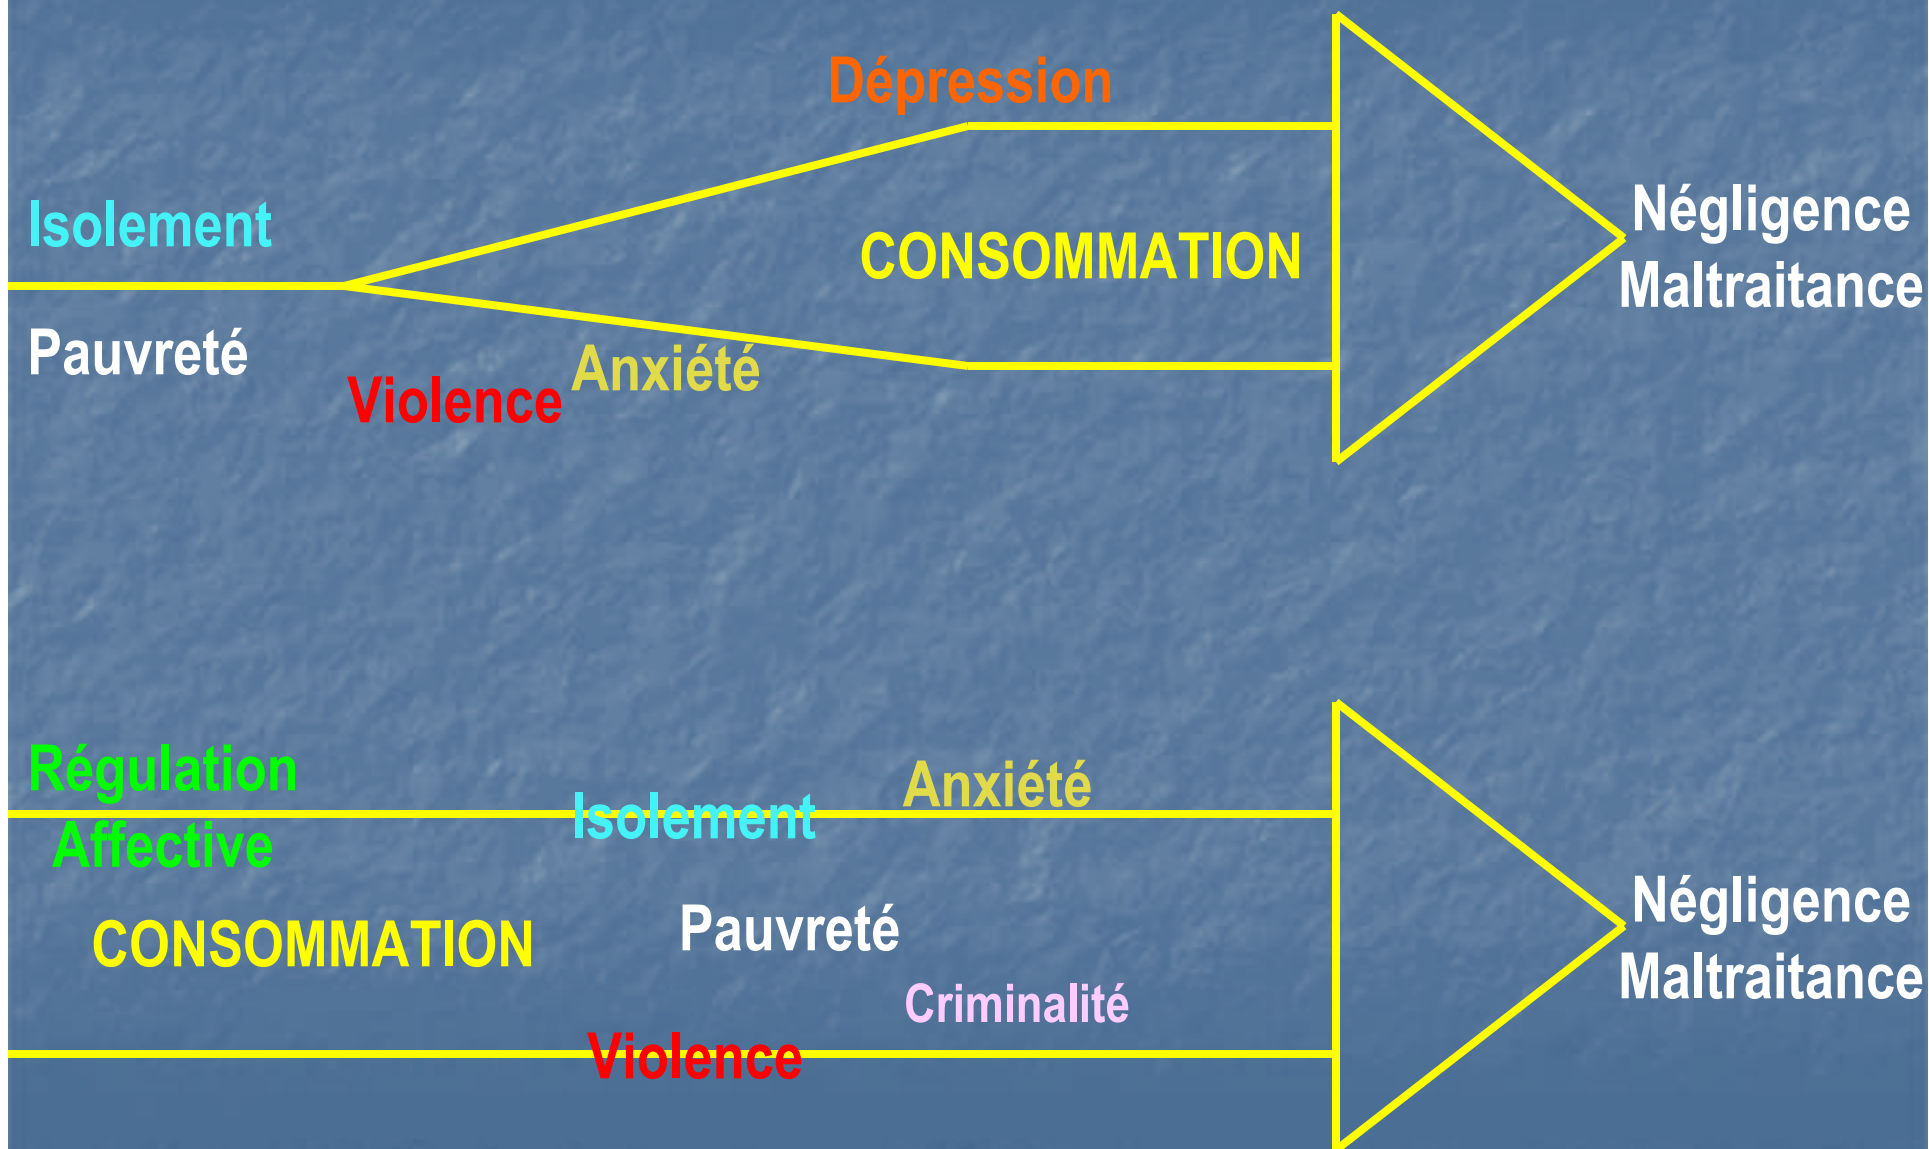 Dépression
Isolement
CONSOMMATION
Négligence
Maltraitance
Pauvreté
Violence
Anxiété
Régulation
Affective
Isolement
Anxiété
CONSOMMATION
Pauvreté
Négligence
Maltraitance
Criminalité
Violence